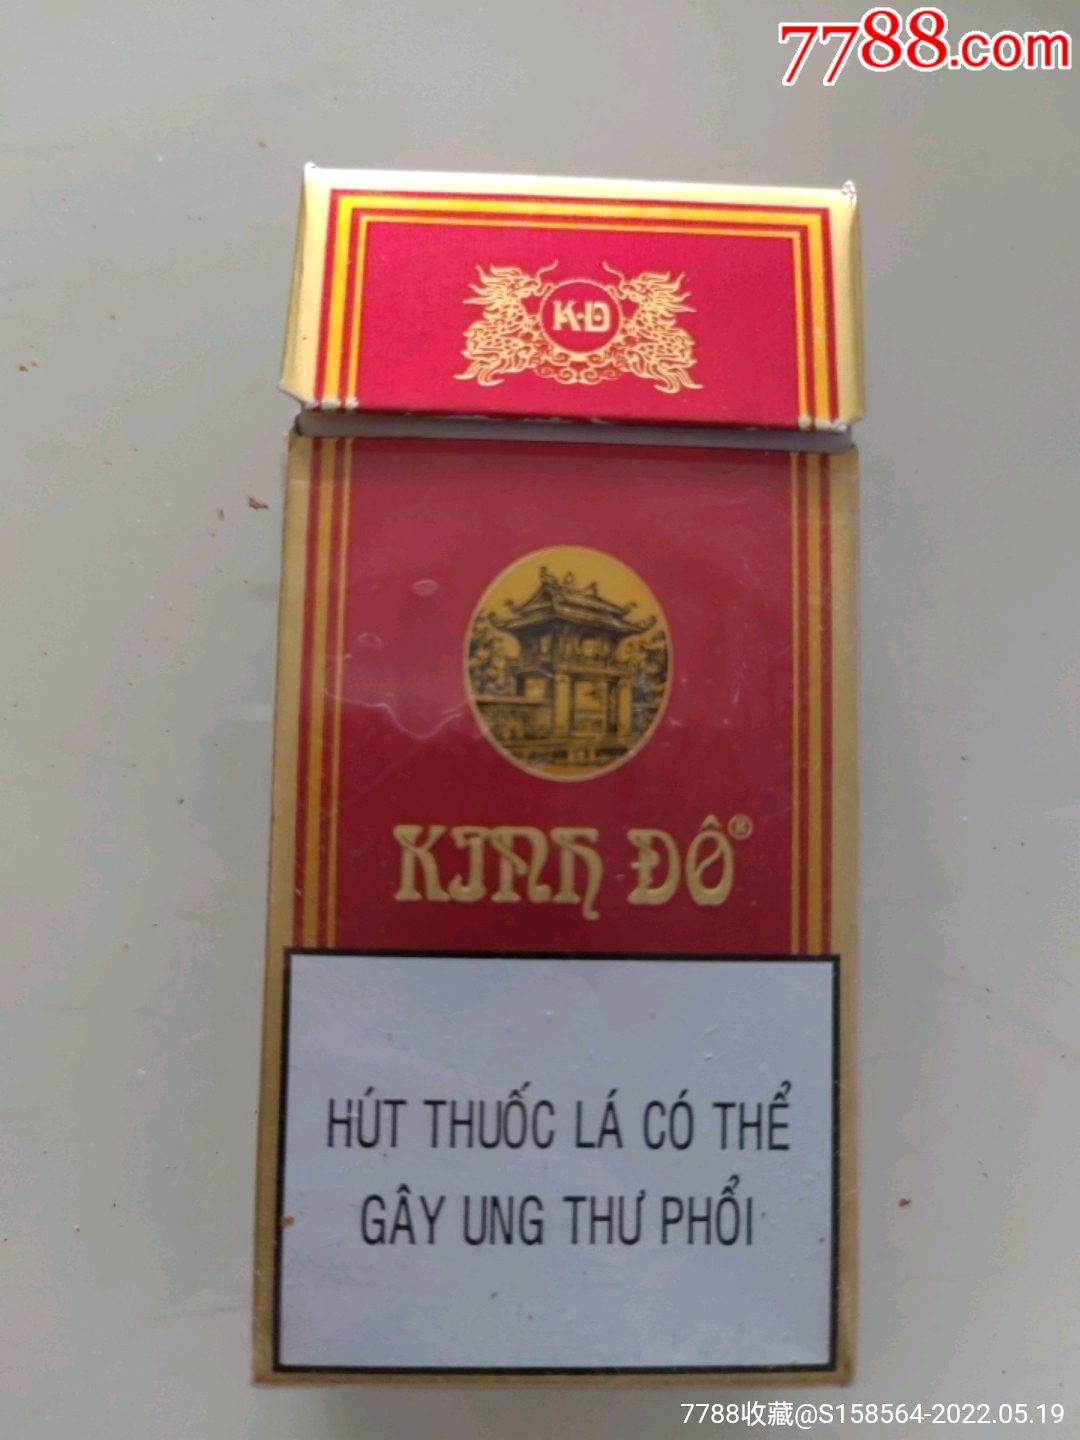 7788.com
K·D
KINH ĐÔ®
HÚT THUỐC LÁ CÓ THỂ
GÂY UNG THƯ PHỔI
7788收藏@S158564-2022.05.19